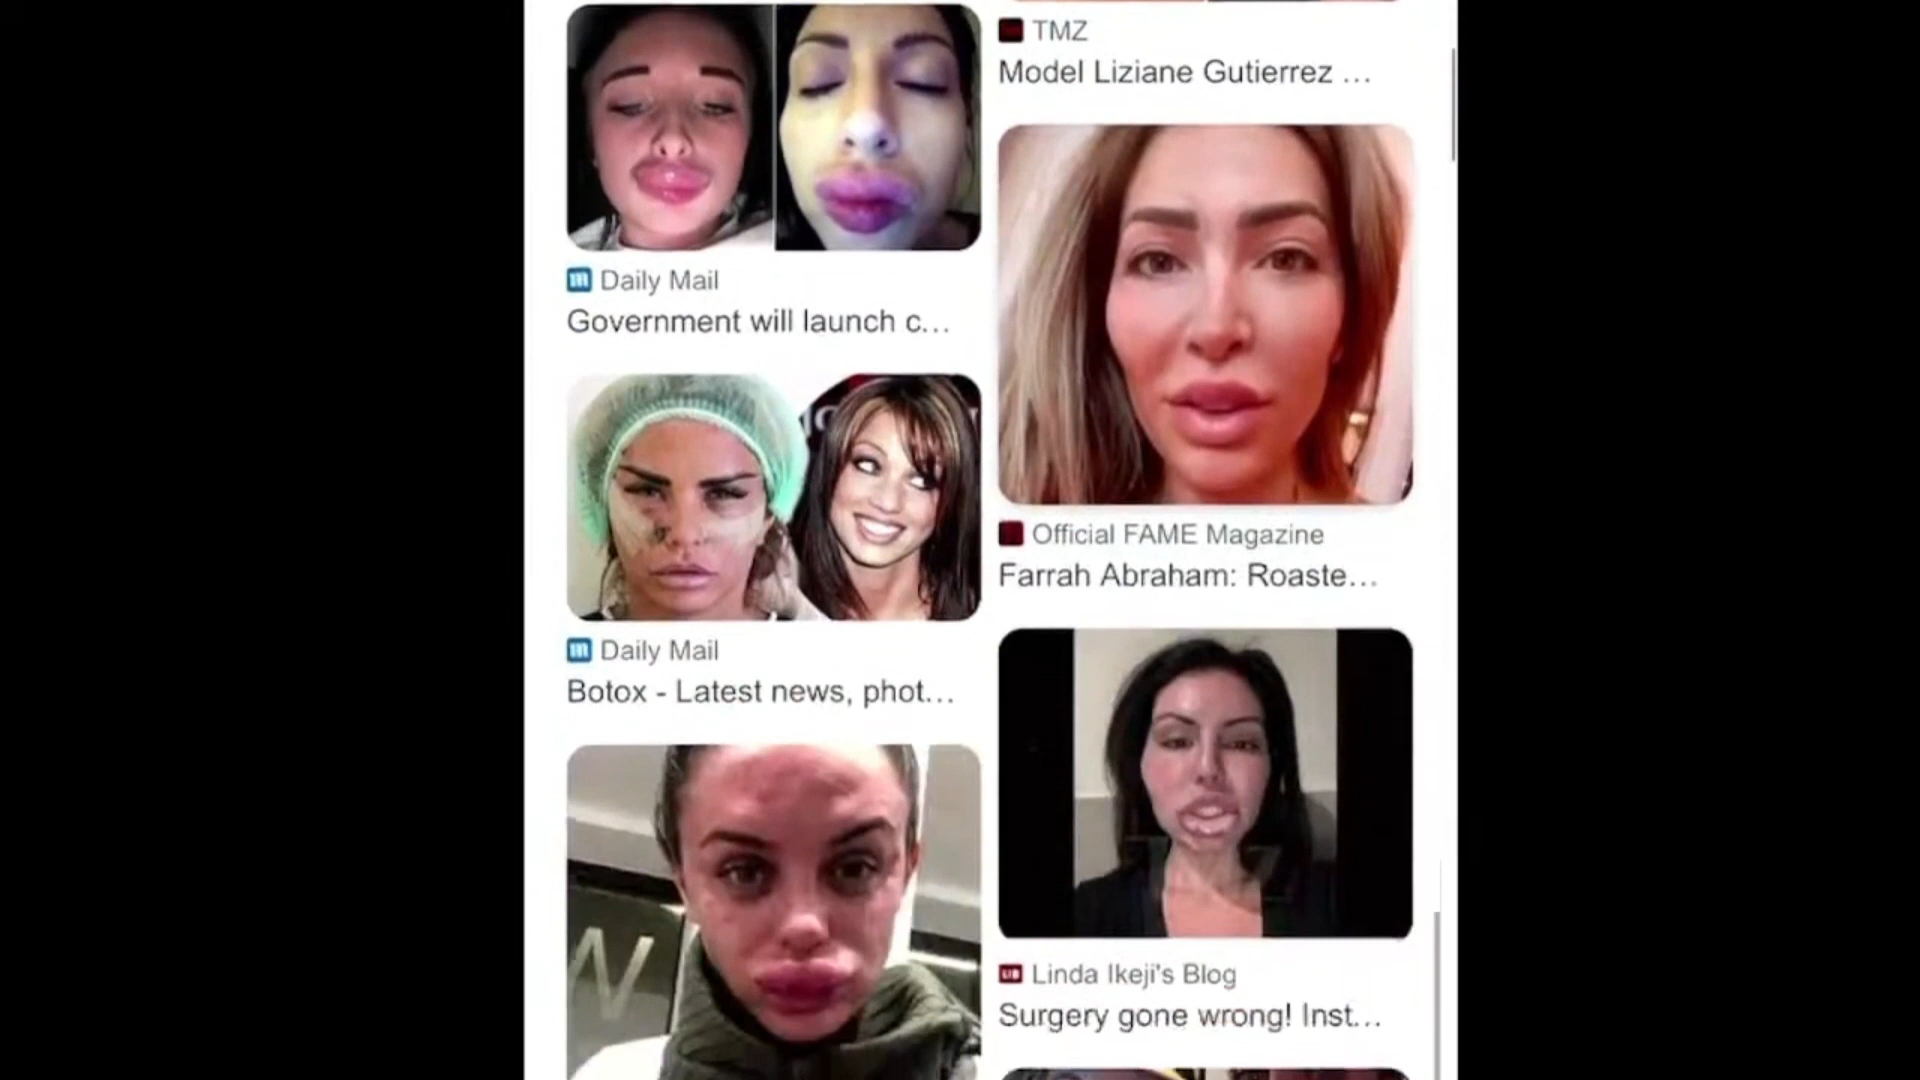 TMZ
Model Liziane Gutierrez ...
Daily Mail
Government will launch c...
Official FAME Magazine
Farrah Abraham: Roaste...
Daily Mail
Botox - Latest news, phot...
W
LIB
Linda Ikeji's Blog
Surgery gone wrong! Inst...